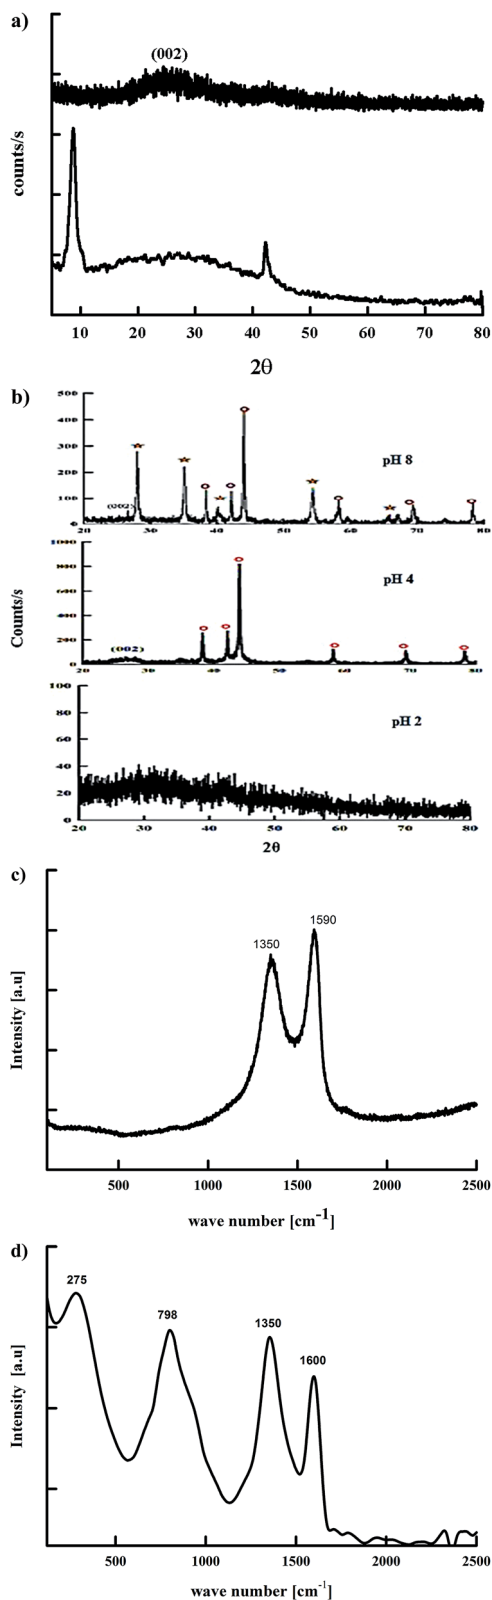 a)
(002)
counts/s
10 20 30 40 50 60 70 80
2θ
b)
500
400
300
200
100
0
pH 8
(002)
20 30 40 50 60 70 80
1000
800
600
400
200
0
pH 4
(002)
20 30 40 50 60 70 80
Counts/s
100
80
60
40
20
0
pH 2
20 30 40 50 60 70 80
2θ
c)
1350
1590
Intensity [a.u]
500 1000 1500 2000 2500
wave number [cm-1]
d)
275
798
1350
1600
Intensity [a.u]
500 1000 1500 2000 2500
wave number [cm-1]